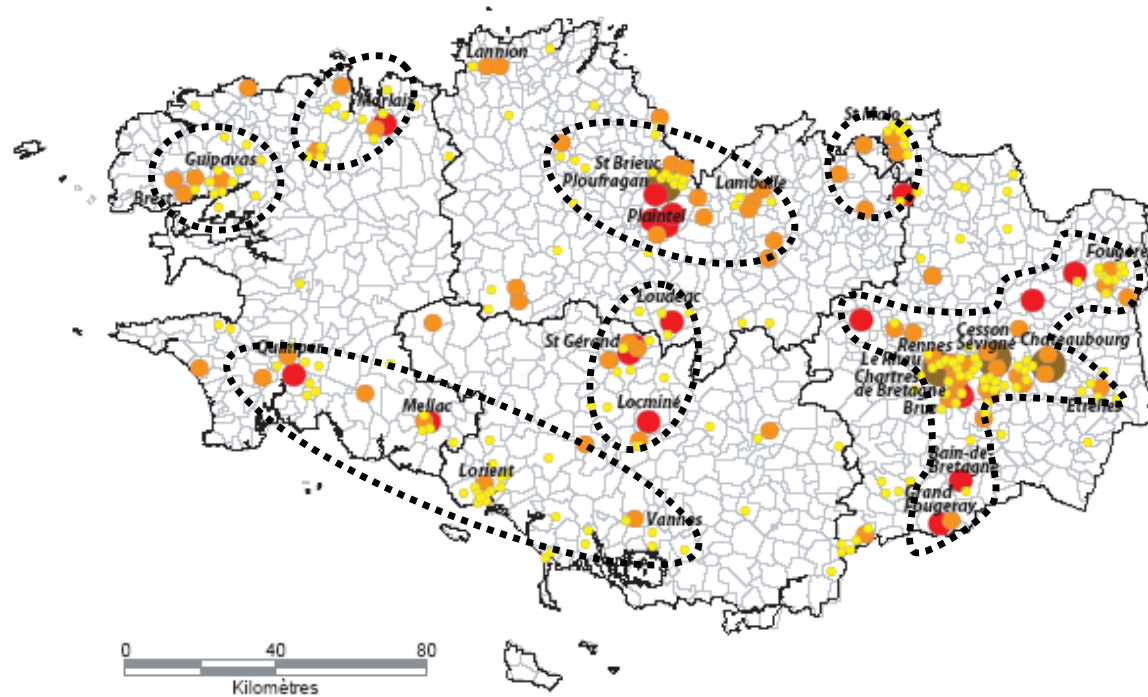 Lannion
Morlaix
St Malo
Guipavas
Brest
St Brieuc
Ploufragan
Lamballe
Plaintel
Fougères
Loudéac
St Gérand
Cesson
Sévigné
Chateaubourg
Rennes
Le Rheu
Chartres
de Bretagne
Bruz
Etrelles
Quimper
Mellac
Locminé
Bain-de-
Bretagne
Lorient
Grand
Fougeray
Vannes
0 40 80
Kilomètres